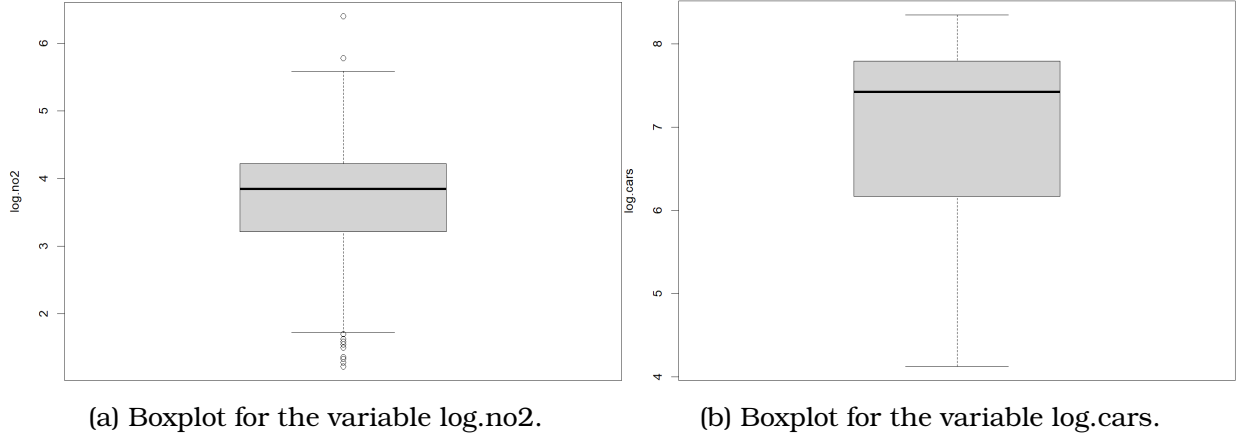 log.no2
6
5
4
3
2
(a) Boxplot for the variable log.no2.
log.cars
8
7
6
5
4
(b) Boxplot for the variable log.cars.